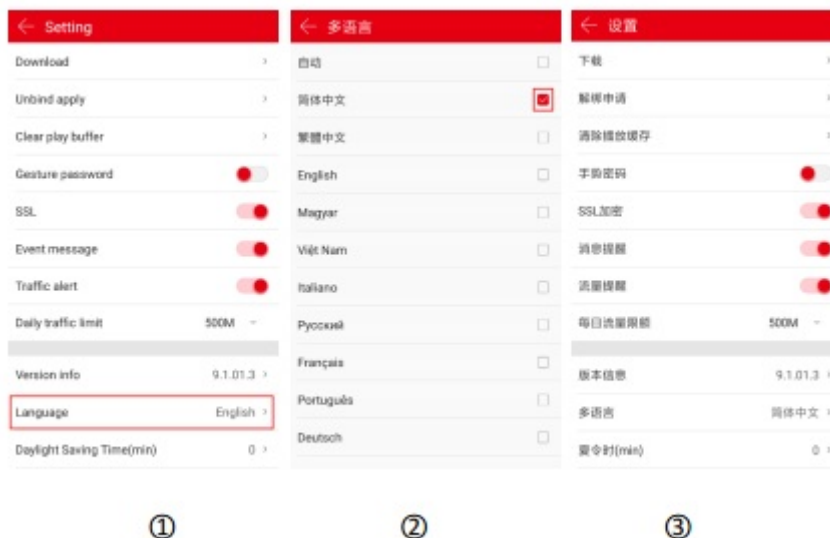 Setting
Download
Unbind apply
Clear play buffer
Gesture password
SSL
Event message
Traffic alert
Daily traffic limit 500M
Version info 9.1.01.3
Language English
Daylight Saving Time(min) 0
①
多语言
自动
简体中文
繁體中文
English
Magyar
Việt Nam
Italiano
Русский
Français
Português
Deutsch
②
设置
下载
解绑申请
清除播放缓存
手势密码
SSL加密
消息提醒
流量提醒
每日流量限额 500M
版本信息 9.1.01.3
多语言 简体中文
夏令时(min) 0
③